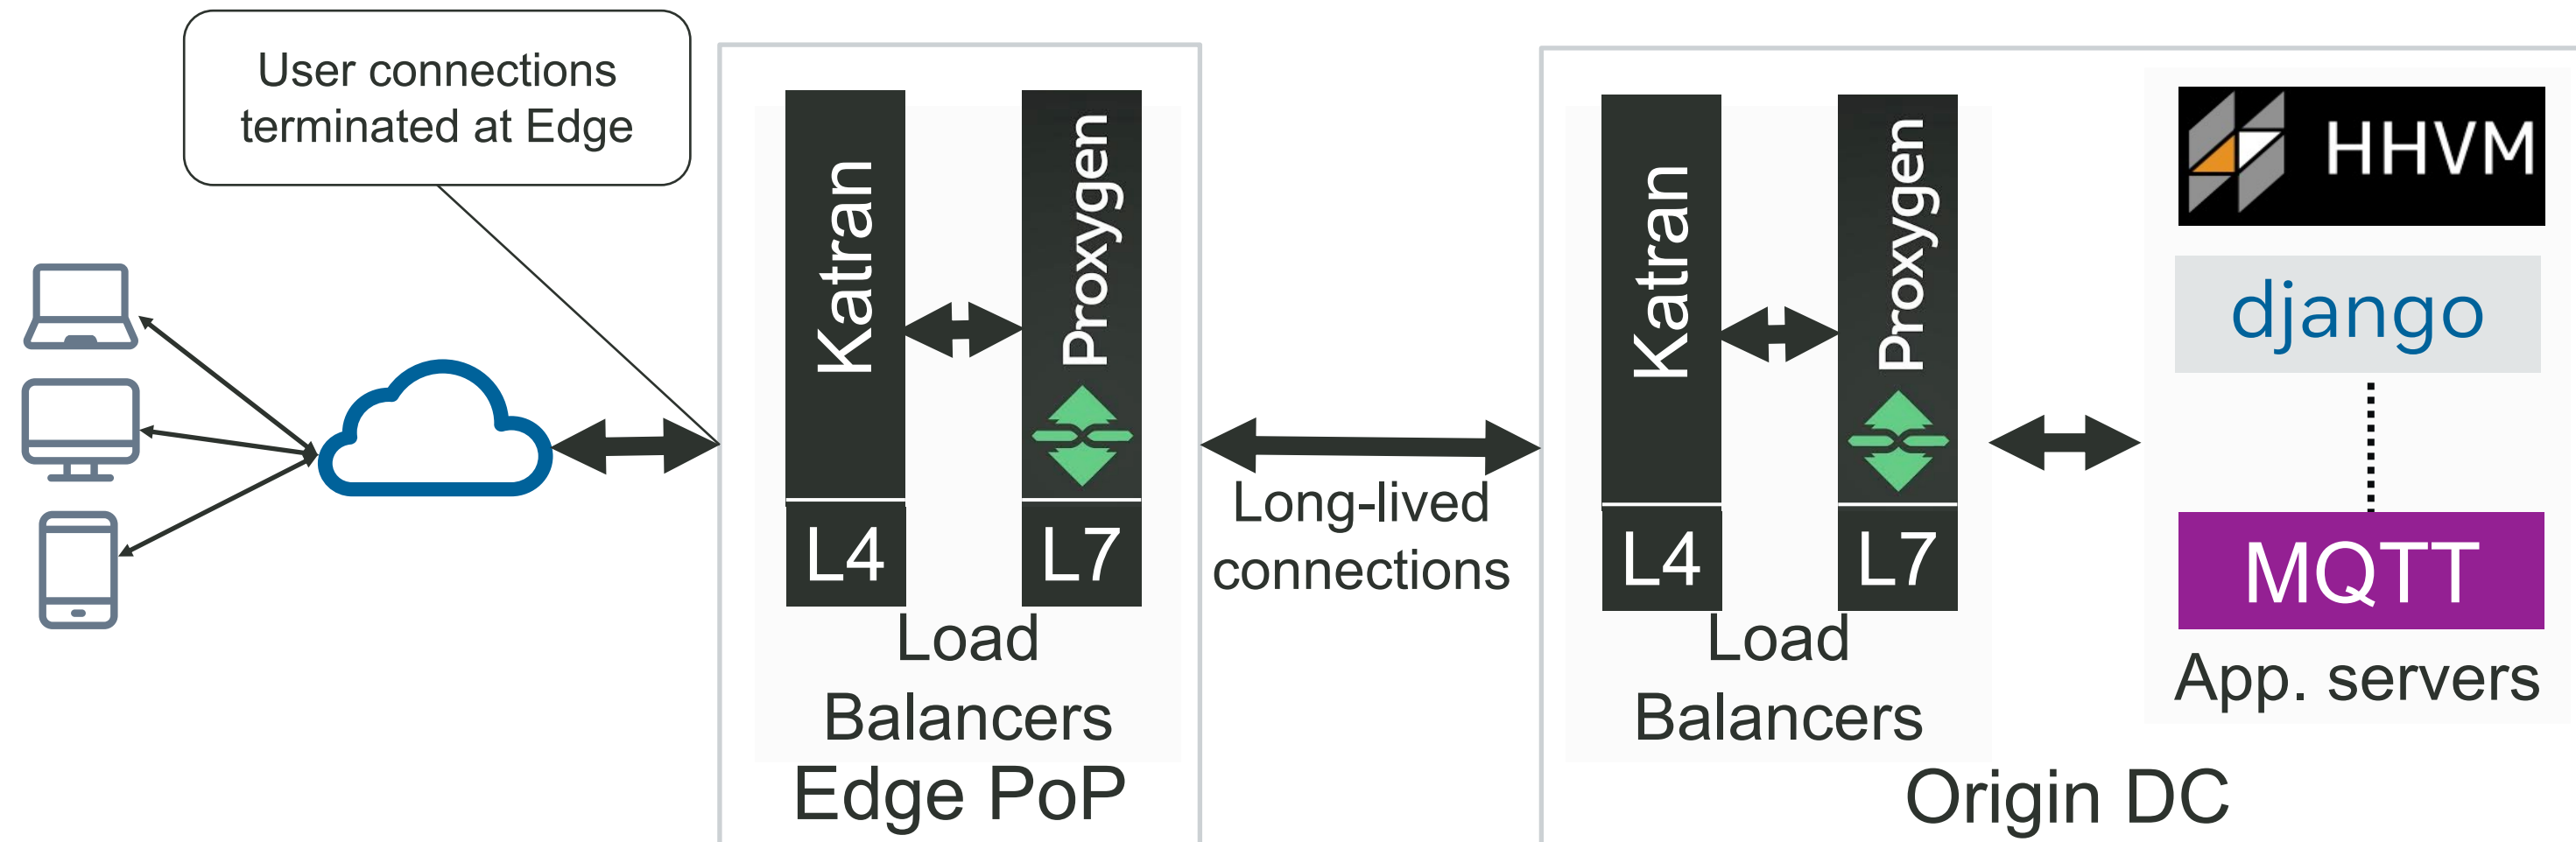 User connections
terminated at Edge
Katran
L4
Proxygen
L7
Load
Balancers
Edge PoP
Long-lived
connections
Katran
L4
Proxygen
L7
Load
Balancers
HHVM
django
MQTT
App. servers
Origin DC